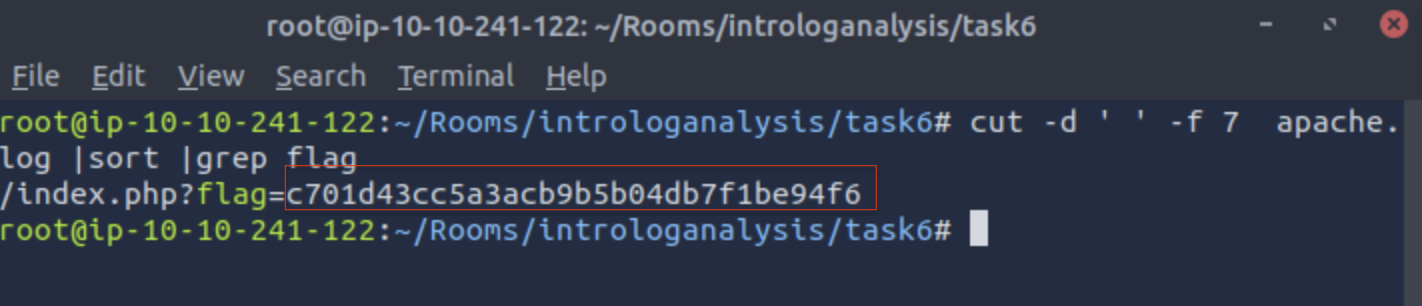 root@ip-10-10-241-122: ~/Rooms/introloganalysis/task6
File Edit View Search Terminal Help
root@ip-10-10-241-122:~/Rooms/introloganalysis/task6# cut -d ' ' -f 7  apache.
log |sort |grep flag
/index.php?flag=c701d43cc5a3acb9b5b04db7f1be94f6
root@ip-10-10-241-122:~/Rooms/introloganalysis/task6#